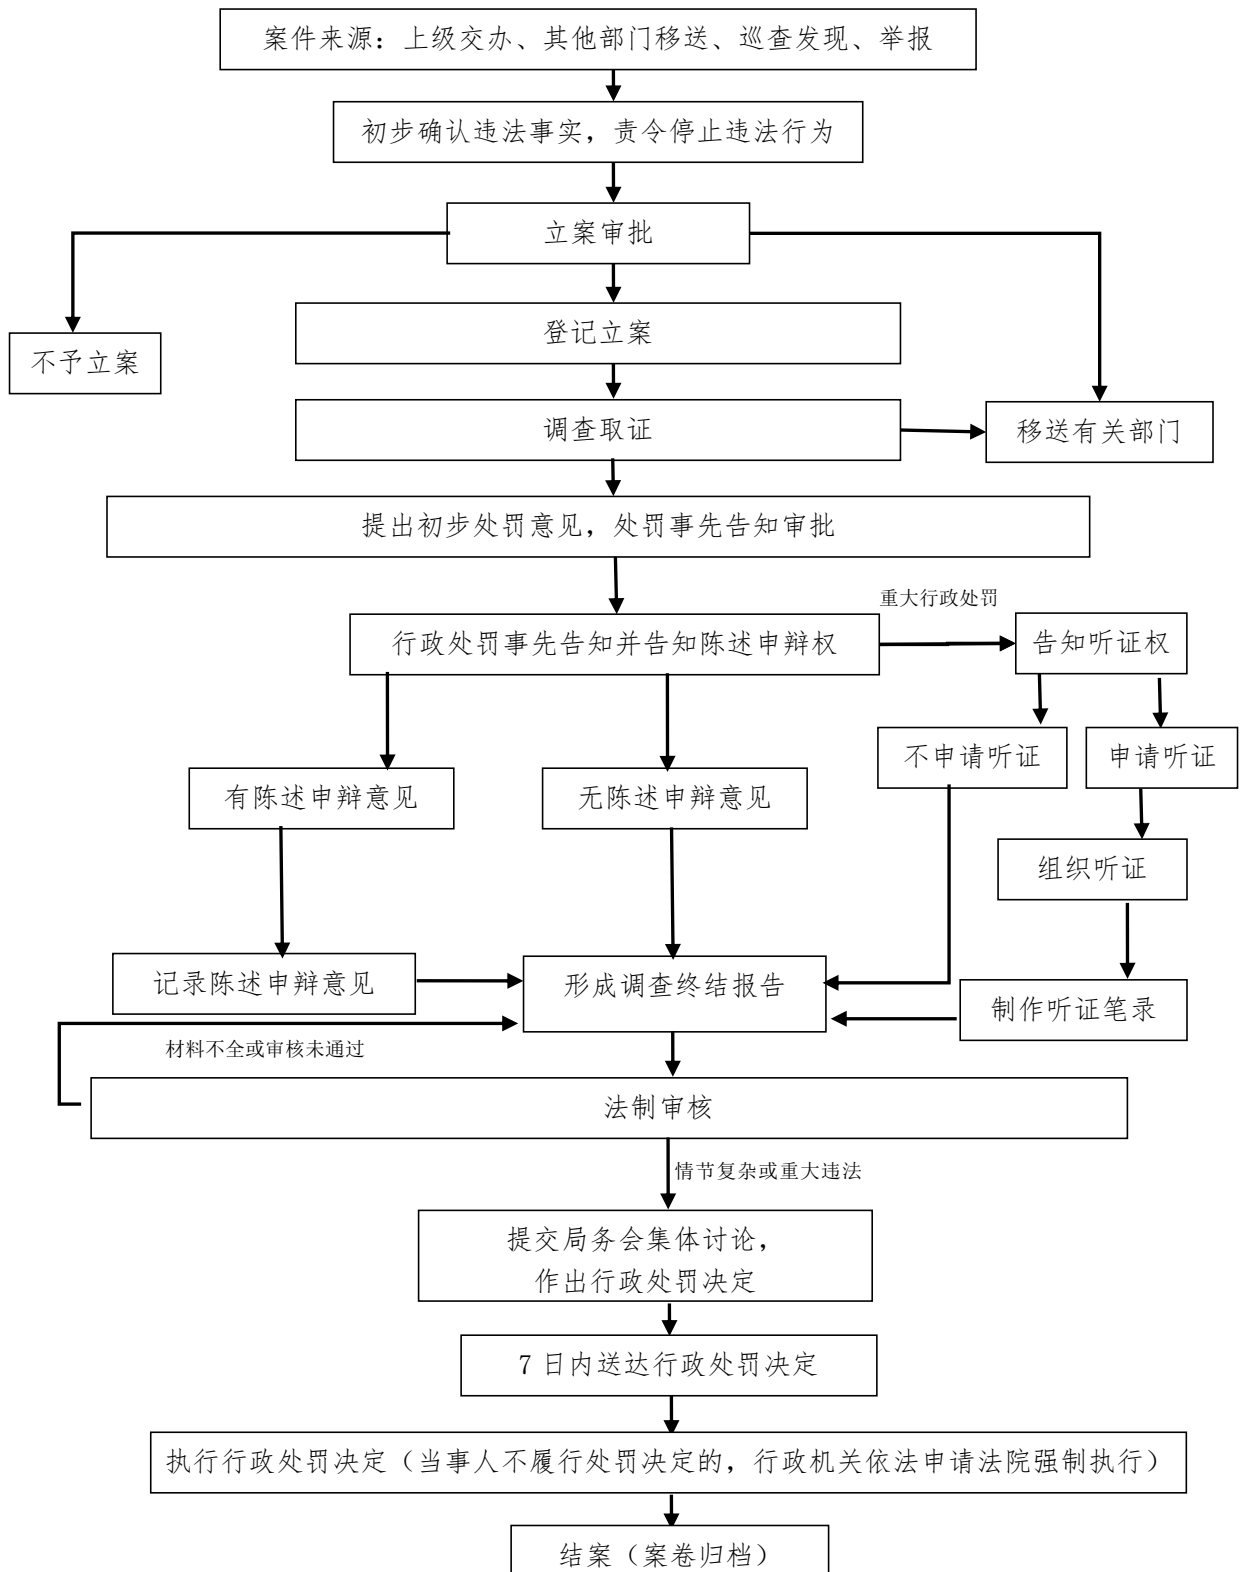 案件来源：上级交办、其他部门移送、巡查发现、举报
初步确认违法事实，责令停止违法行为
立案审批
登记立案
不予立案
调查取证
移送有关部门
提出初步处罚意见，处罚事先告知审批
重大行政处罚
行政处罚事先告知并告知陈述申辩权
告知听证权
不申请听证
申请听证
有陈述申辩意见
无陈述申辩意见
组织听证
记录陈述申辩意见
形成调查终结报告
制作听证笔录
材料不全或审核未通过
法制审核
情节复杂或重大违法
提交局务会集体讨论，
作出行政处罚决定
7 日内送达行政处罚决定
执行行政处罚决定（当事人不履行处罚决定的，行政机关依法申请法院强制执行）
结案（案卷归档）